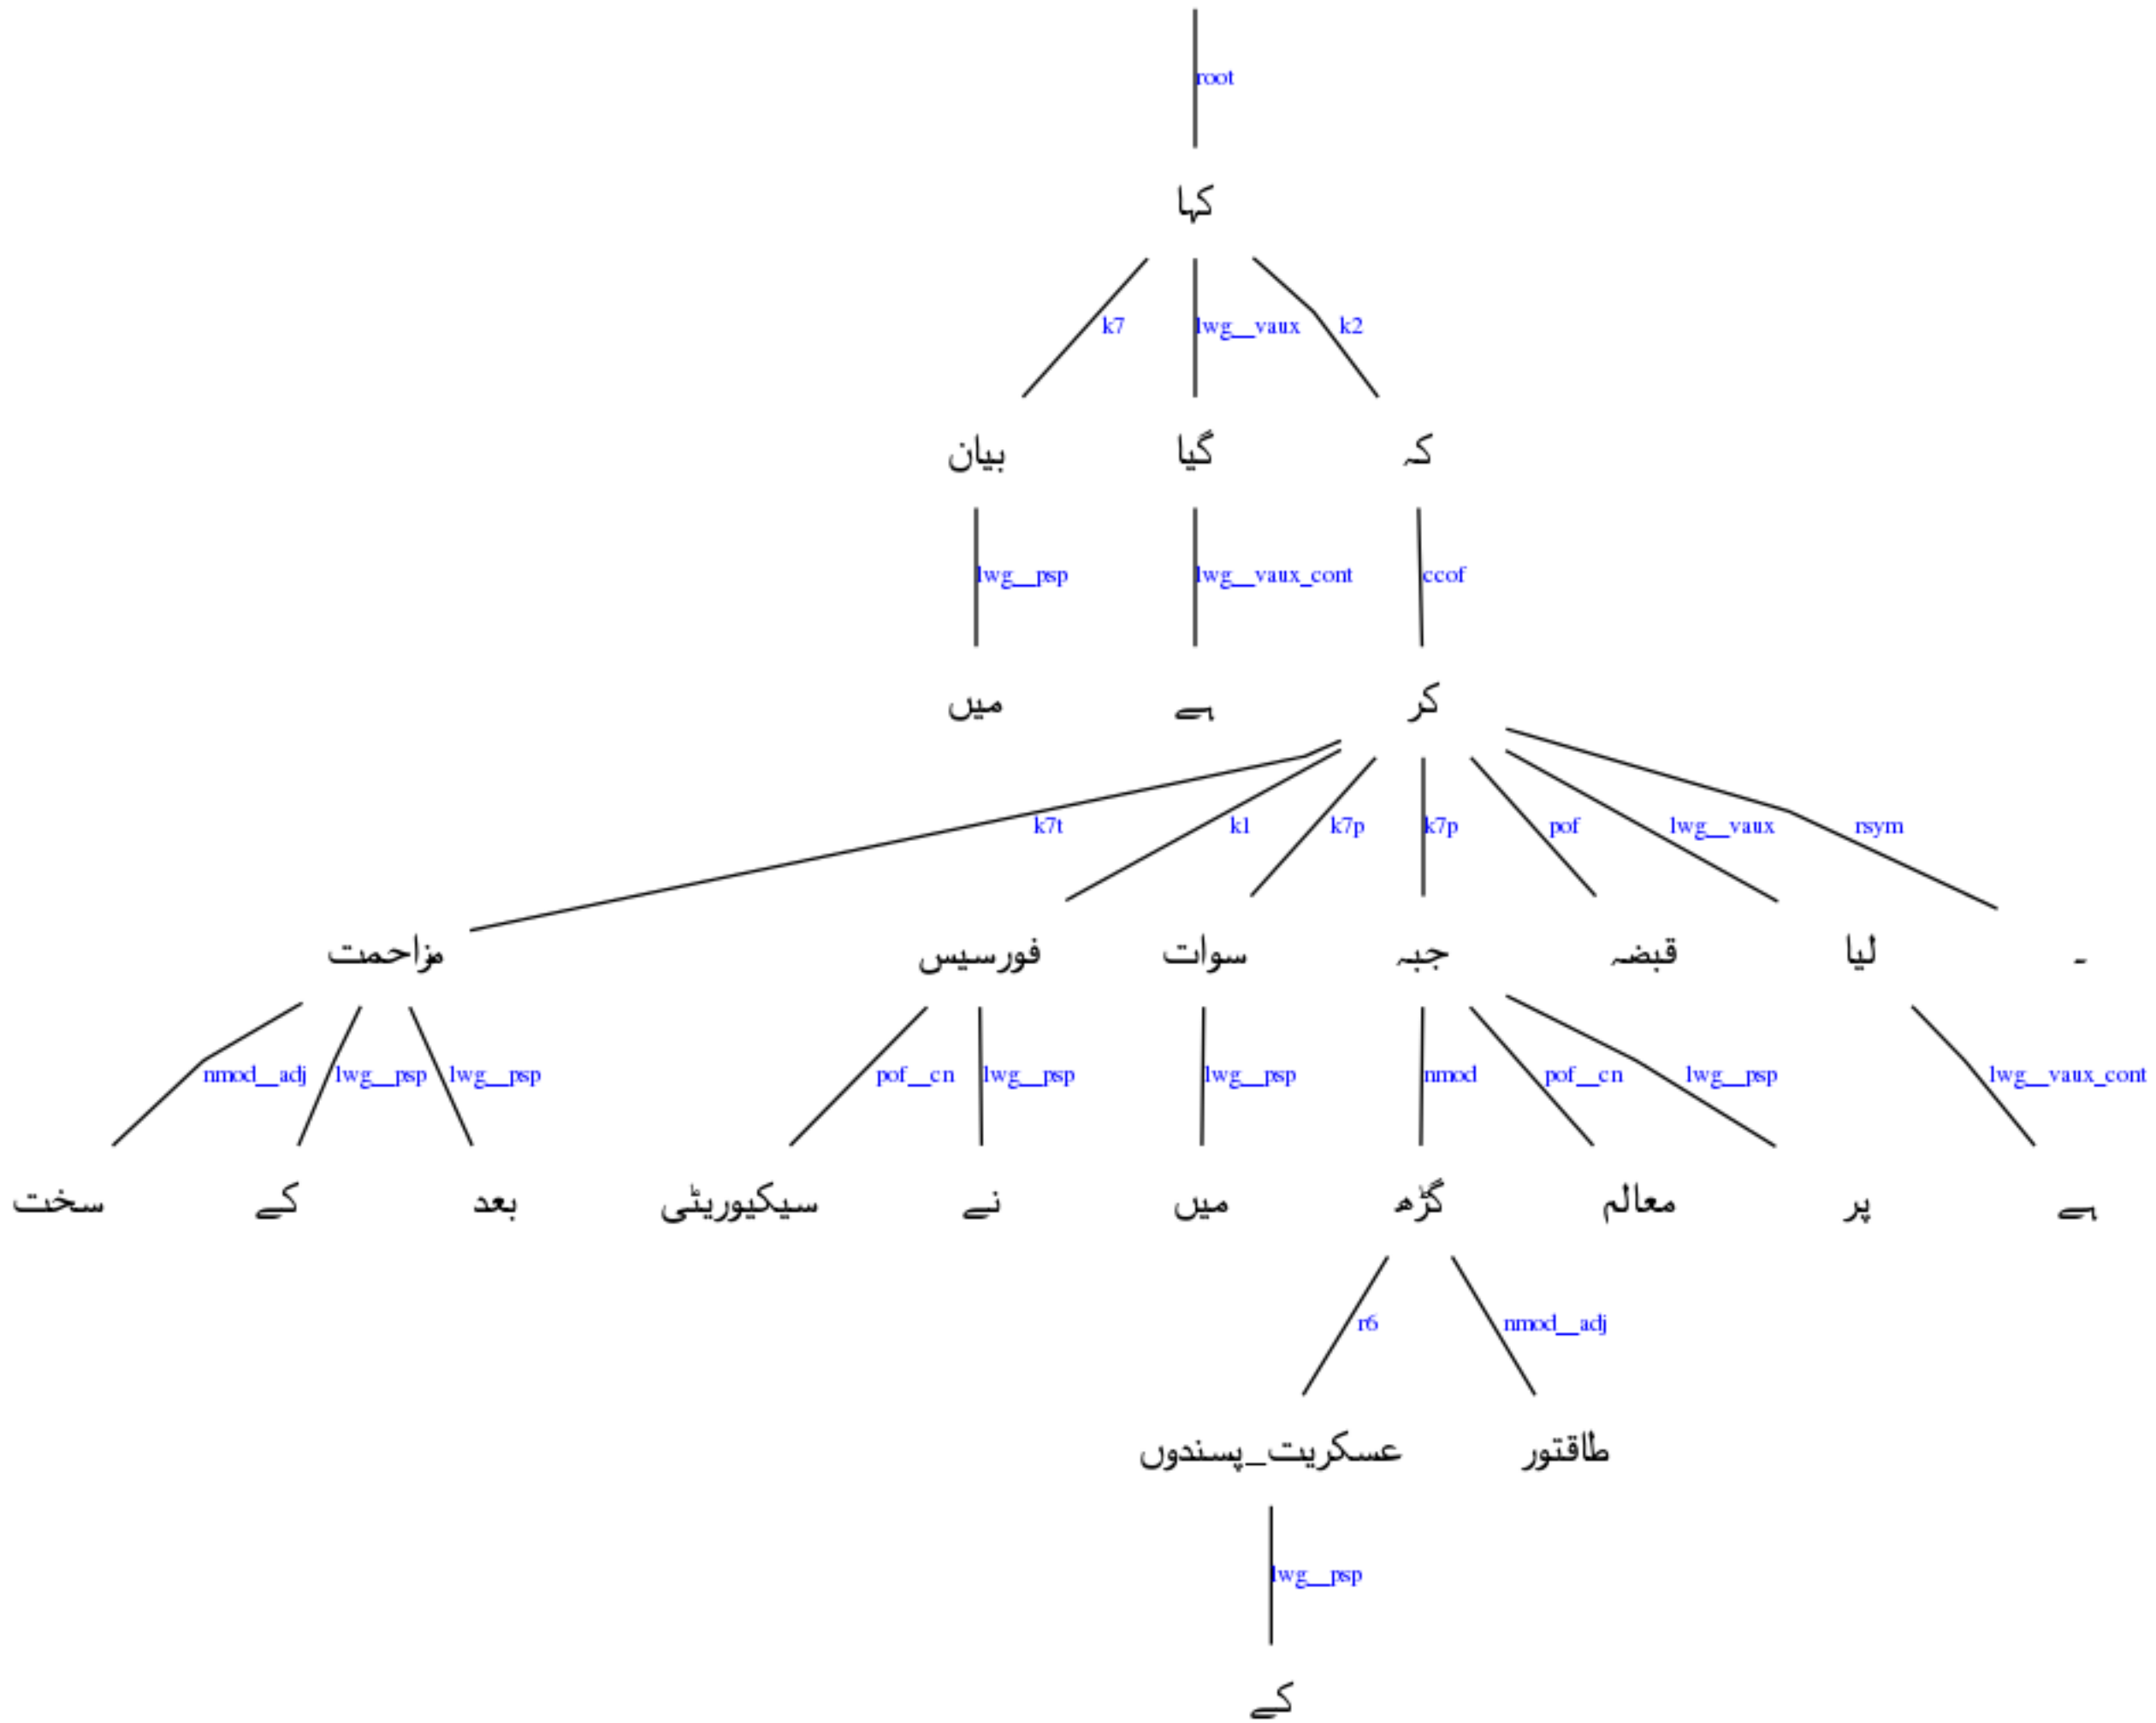 root
کہا
k7 lwg__vaux k2
بیان گیا کہ
lwg__psp lwg__vaux_cont ccof
میں ہے کر
k7t k1 k7p k7p pof lwg__vaux rsym
مزاحمت فورسیس سوات جبہ قبضہ لیا ۔
nmod__adj lwg__psp lwg__psp pof__cn lwg__psp lwg__psp nmod pof__cn lwg__psp lwg__vaux_cont
سخت کے بعد سیکیوریٹی نے میں گڑھ معالم پر ہے
r6 nmod__adj
عسکریت_پسندوں طاقتور
lwg__psp
کے